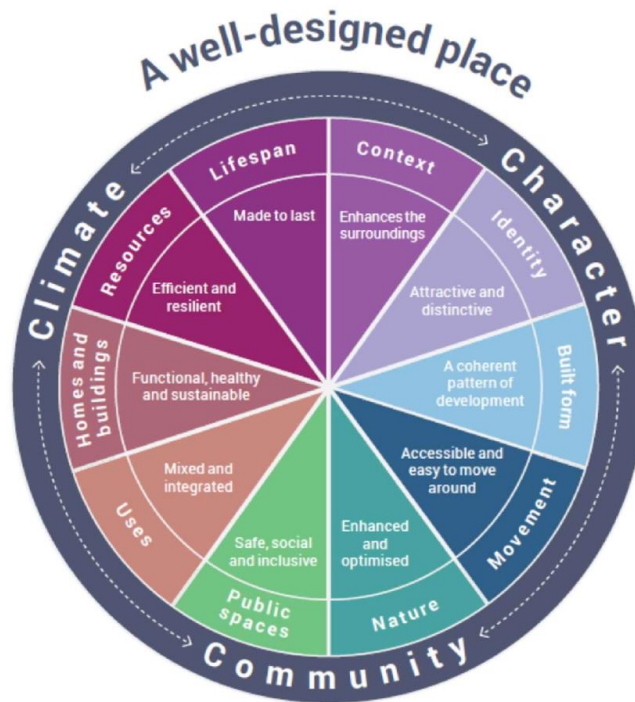 A well-designed place
Climate
Character
Community
Context
Enhances the
surroundings
Identity
Attractive and
distinctive
Built form
A coherent
pattern of
development
Movement
Accessible and
easy to move
around
Nature
Enhanced
and
optimised
Public
spaces
Safe, social
and inclusive
Uses
Mixed and
integrated
Homes and
buildings
Functional, healthy
and sustainable
Resources
Efficient and
resilient
Lifespan
Made to last